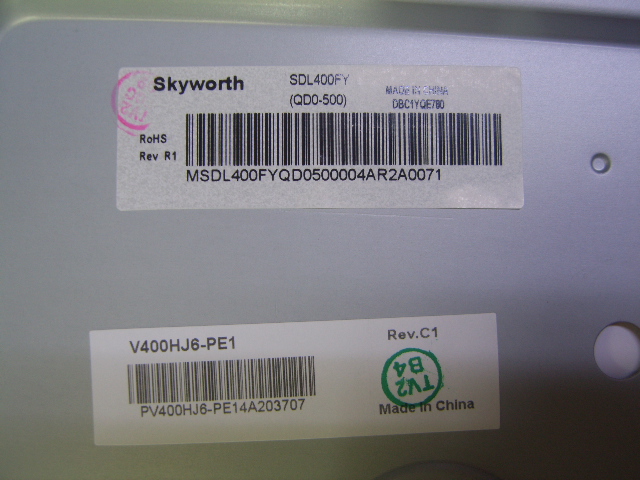 Skyworth
SDL400FY
(QD0-500)
MADE IN CHINA
DBC1YQE780
RoHS
Rev R1
MSDL400FYQD0500004AR2A0071
V400HJ6-PE1
Rev.C1
PV400HJ6-PE14A203707
TV2
B4
Made in China